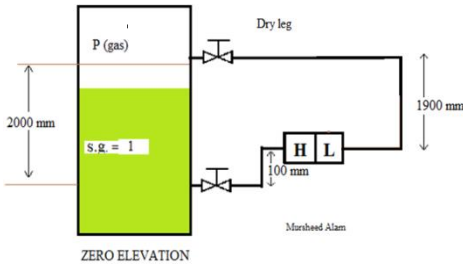 Dry leg
P (gas)
2000 mm
1900 mm
s.g. = 1
H L
100 mm
Mursheed Alam
ZERO ELEVATION